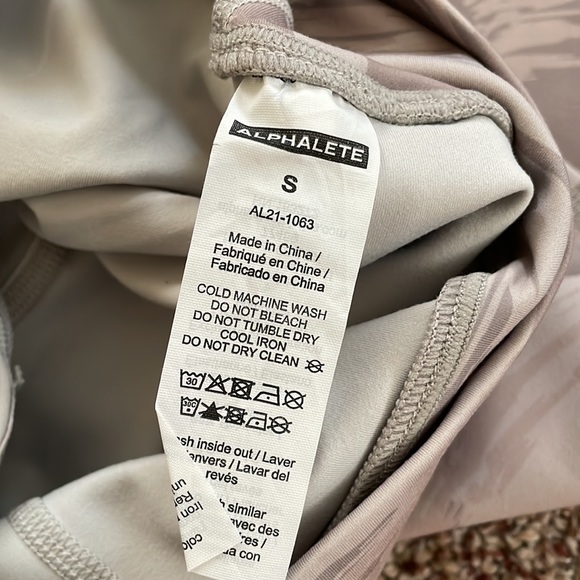 ALPHALETE
S
AL21-1063
Made in China /
Fabriqué en Chine /
Fabricado en China
COLD MACHINE WASH
DO NOT BLEACH
DO NOT TUMBLE DRY
COOL IRON
DO NOT DRY CLEAN
30
30C
sh inside out / Laver
envers / Lavar del
revés
similar
avec des
res /
a con